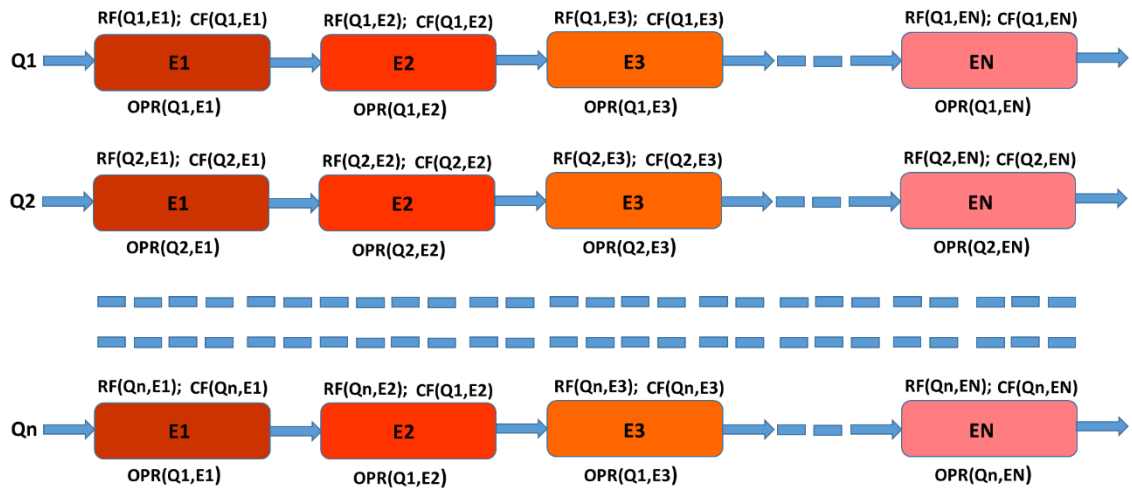 RF(Q1,E1); CF(Q1,E1) RF(Q1,E2); CF(Q1,E2) RF(Q1,E3); CF(Q1,E3) RF(Q1,EN); CF(Q1,EN)
Q1 E1 E2 E3 EN
OPR(Q1,E1) OPR(Q1,E2) OPR(Q1,E3) OPR(Q1,EN)
RF(Q2,E1); CF(Q2,E1) RF(Q2,E2); CF(Q2,E2) RF(Q2,E3); CF(Q2,E3) RF(Q2,EN); CF(Q2,EN)
Q2 E1 E2 E3 EN
OPR(Q2,E1) OPR(Q2,E2) OPR(Q2,E3) OPR(Q2,EN)
RF(Qn,E1); CF(Qn,E1) RF(Qn,E2); CF(Q1,E2) RF(Qn,E3); CF(Qn,E3) RF(Qn,EN); CF(Qn,EN)
Qn E1 E2 E3 EN
OPR(Q1,E1) OPR(Q1,E2) OPR(Q1,E3) OPR(Qn,EN)